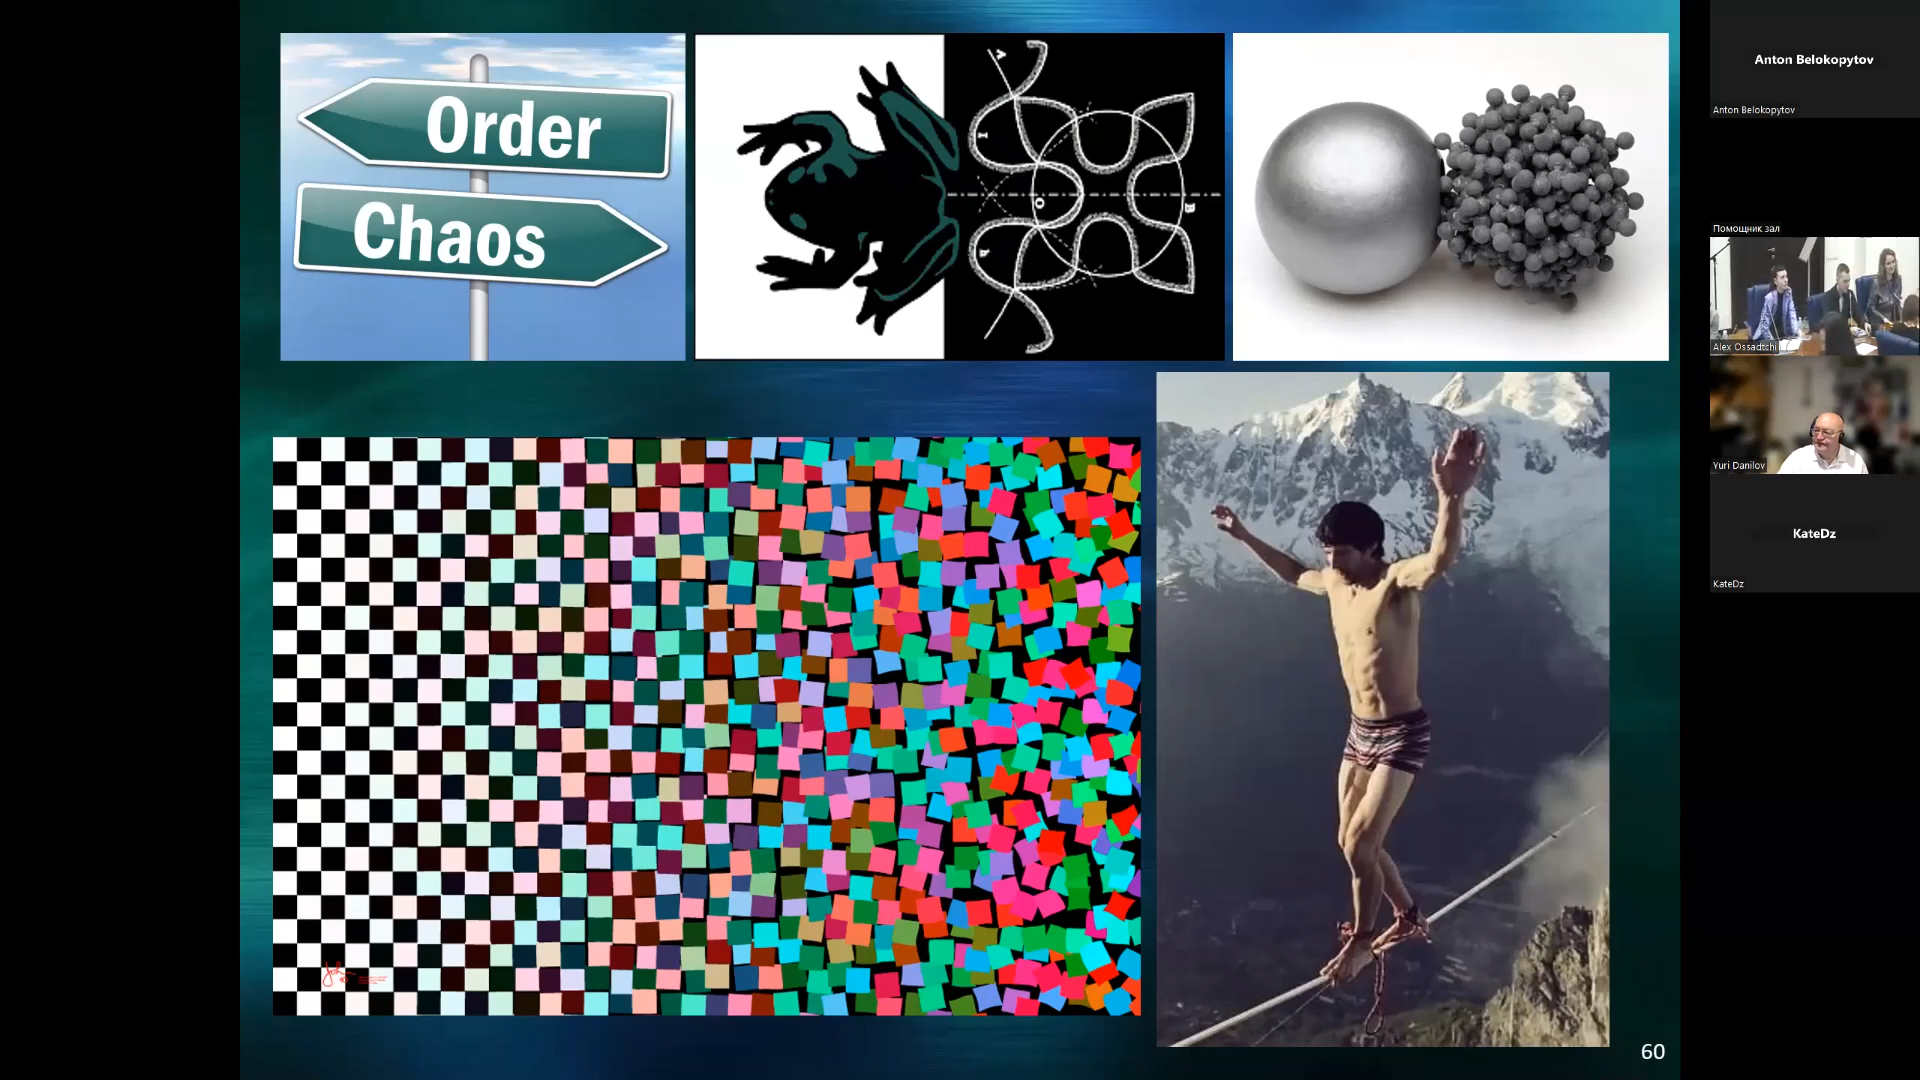 Order
Chaos
A
I
O
B
60
Anton Belokopytov
Anton Belokopytov
Помощник зал
Alex Ossadtchi
Yuri Danilov
KateDz
KateDz